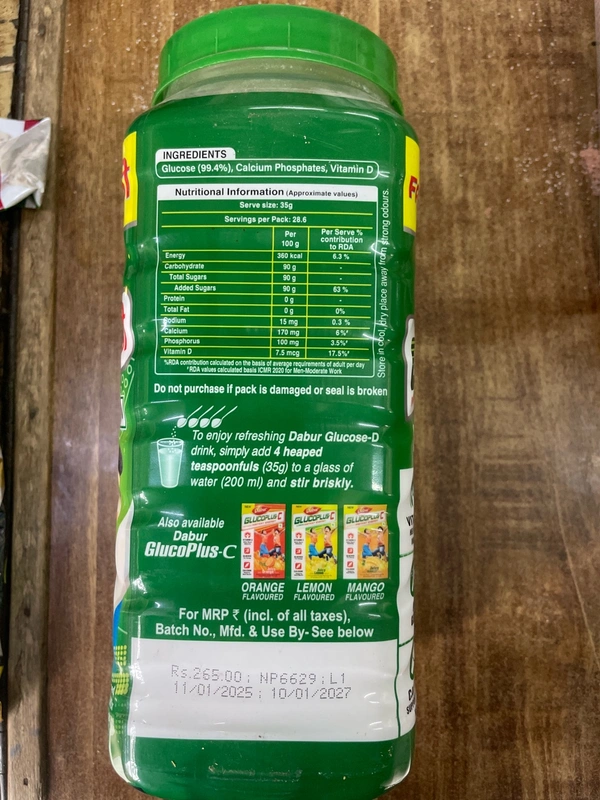 INGREDIENTS
Glucose (99.4%), Calcium Phosphates, Vitamin D
Nutritional Information (Approximate values)
Serve size: 35g
Servings per Pack: 28.6
Per 100 g Per Serve % contribution to RDA
Energy 360 kcal 6.3 %
Carbohydrate 90 g -
Total Sugars 90 g -
Added Sugars 90 g 63 %
Protein 0 g -
Total Fat 0 g 0%
Sodium 15 mg 0.3 %
Calcium 170 mg 6%#
Phosphorus 100 mg 3.5%#
Vitamin D 7.5 mcg 17.5%#
%RDA contribution calculated on the basis of average requirements of adult per day
#RDA values calculated basis ICMR 2020 for Men-Moderate Work
Store in cool, dry place away from strong odours.
Do not purchase if pack is damaged or seal is broken
To enjoy refreshing Dabur Glucose-D
drink, simply add 4 heaped
teaspoonfuls (35g) to a glass of
water (200 ml) and stir briskly.
Also available
Dabur
GlucoPlus-C
GLUCOPLUS-C
GLUCOPLUS-C
GLUCOPLUS-C
ORANGE FLAVOURED
LEMON FLAVOURED
MANGO FLAVOURED
For MRP ₹ (incl. of all taxes),
Batch No., Mfd. & Use By- See below
Rs.265.00 : NP6629 : L1
11/01/2025 : 10/01/2027